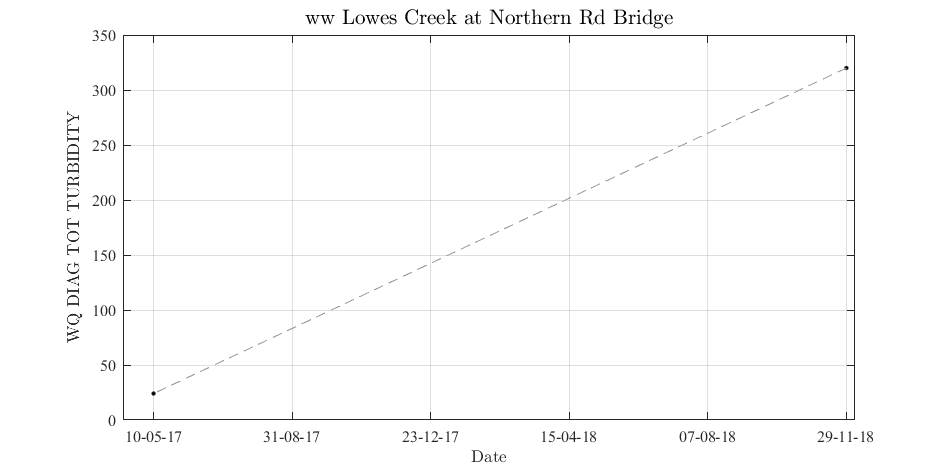 ww Lowes Creek at Northern Rd Bridge
WQ DIAG TOT TURBIDITY
350
300
250
200
150
100
50
0
10-05-17 31-08-17 23-12-17 15-04-18 07-08-18 29-11-18
Date